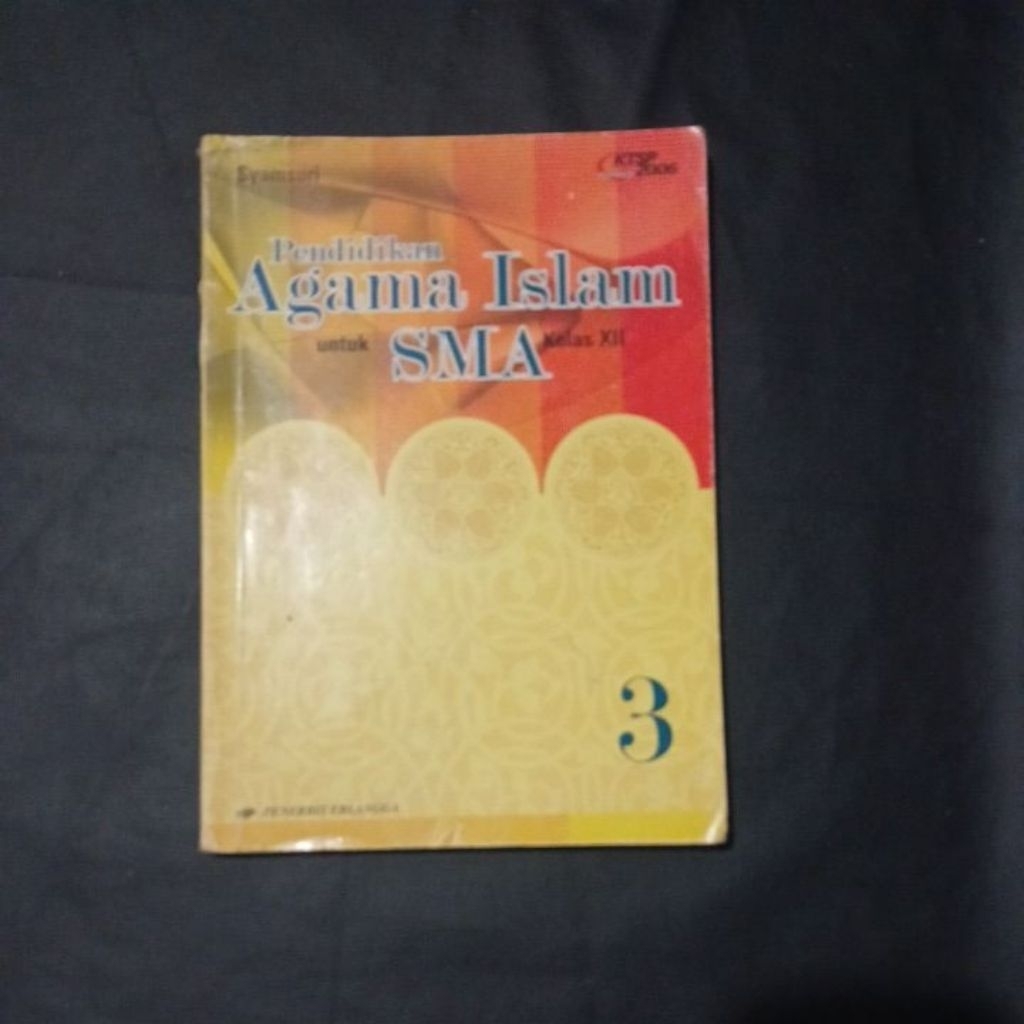 Syamsuri
KTSP
2006
Pendidikan
Agama Islam
untuk SMA Kelas XII
3
PENERBIT ERLANGGA